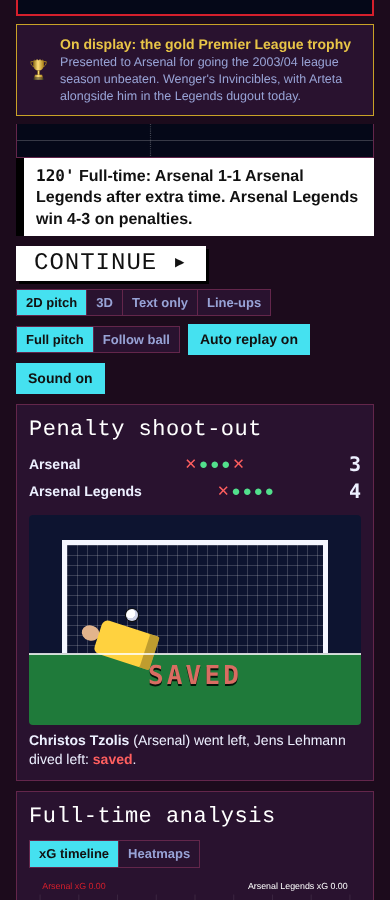 On display: the gold Premier League trophy
Presented to Arsenal for going the 2003/04 league
season unbeaten. Wenger's Invincibles, with Arteta
alongside him in the Legends dugout today.
120' Full-time: Arsenal 1-1 Arsenal
Legends after extra time. Arsenal Legends
win 4-3 on penalties.
CONTINUE ▸
2D pitch 3D Text only Line-ups
Full pitch Follow ball Auto replay on
Sound on
Penalty shoot-out
Arsenal ✕●●●✕ 3
Arsenal Legends ✕●●●● 4
SAVED
Christos Tzolis (Arsenal) went left, Jens Lehmann
dived left: saved.
Full-time analysis
xG timeline Heatmaps
Arsenal xG 0.00 Arsenal Legends xG 0.00